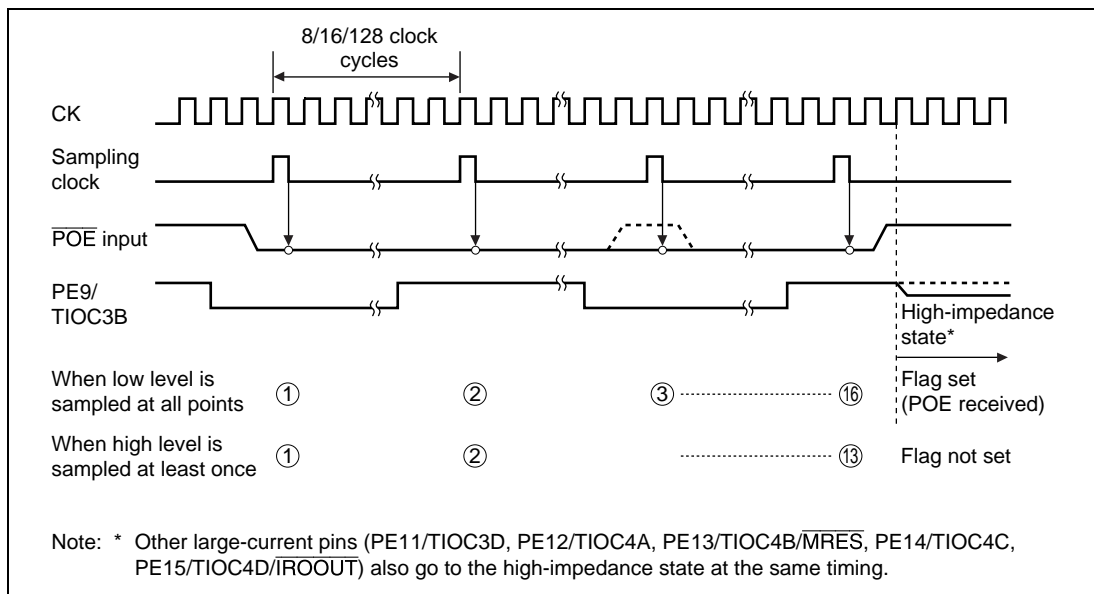 8/16/128 clock
cycles
CK
Sampling
clock
POE input
PE9/
TIOC3B
High-impedance
state*
When low level is
sampled at all points
① ② ③ ⑯ Flag set
(POE received)
When high level is
sampled at least once
① ② ⑬ Flag not set
Note: * Other large-current pins (PE11/TIOC3D, PE12/TIOC4A, PE13/TIOC4B/MRES, PE14/TIOC4C,
PE15/TIOC4D/IROOUT) also go to the high-impedance state at the same timing.